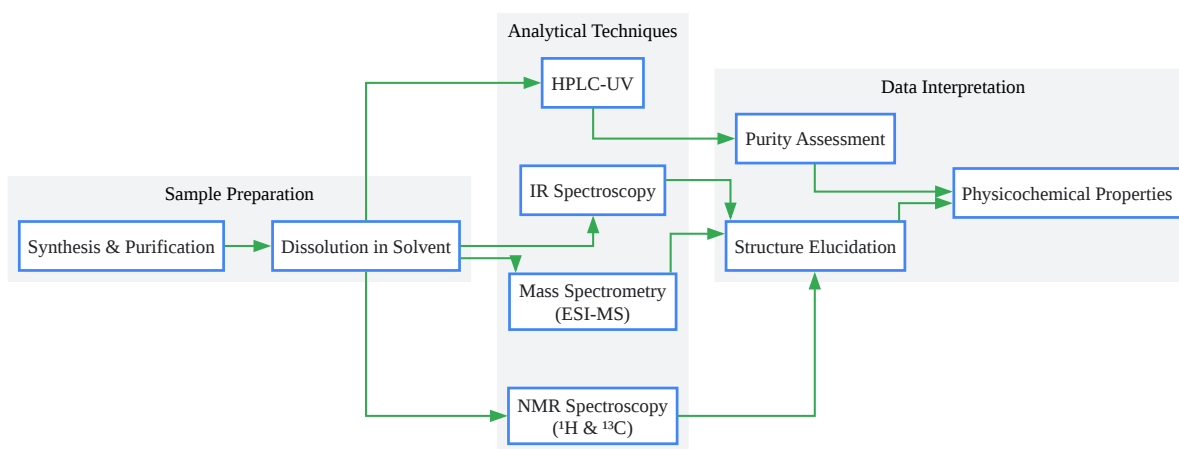 Sample Preparation
Synthesis & Purification
Dissolution in Solvent
Analytical Techniques
HPLC-UV
IR Spectroscopy
Mass Spectrometry
(ESI-MS)
NMR Spectroscopy
(¹H & ¹³C)
Data Interpretation
Purity Assessment
Structure Elucidation
Physicochemical Properties